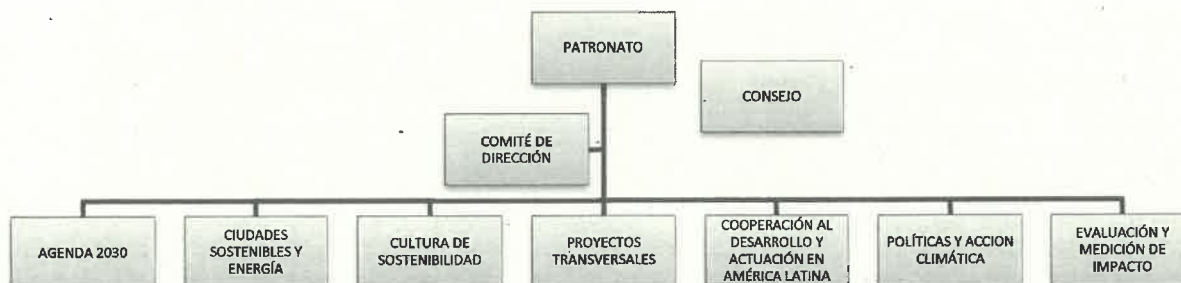 PATRONATO
CONSEJO
COMITÉ DE
DIRECCIÓN
AGENDA 2030
CIUDADES
SOSTENIBLES Y
ENERGÍA
CULTURA DE
SOSTENIBILIDAD
PROYECTOS
TRANSVERSALES
COOPERACIÓN AL
DESARROLLO Y
ACTUACIÓN EN
AMÉRICA LATINA
POLÍTICAS Y ACCION
CLIMÁTICA
EVALUACIÓN Y
MEDICIÓN DE
IMPACTO